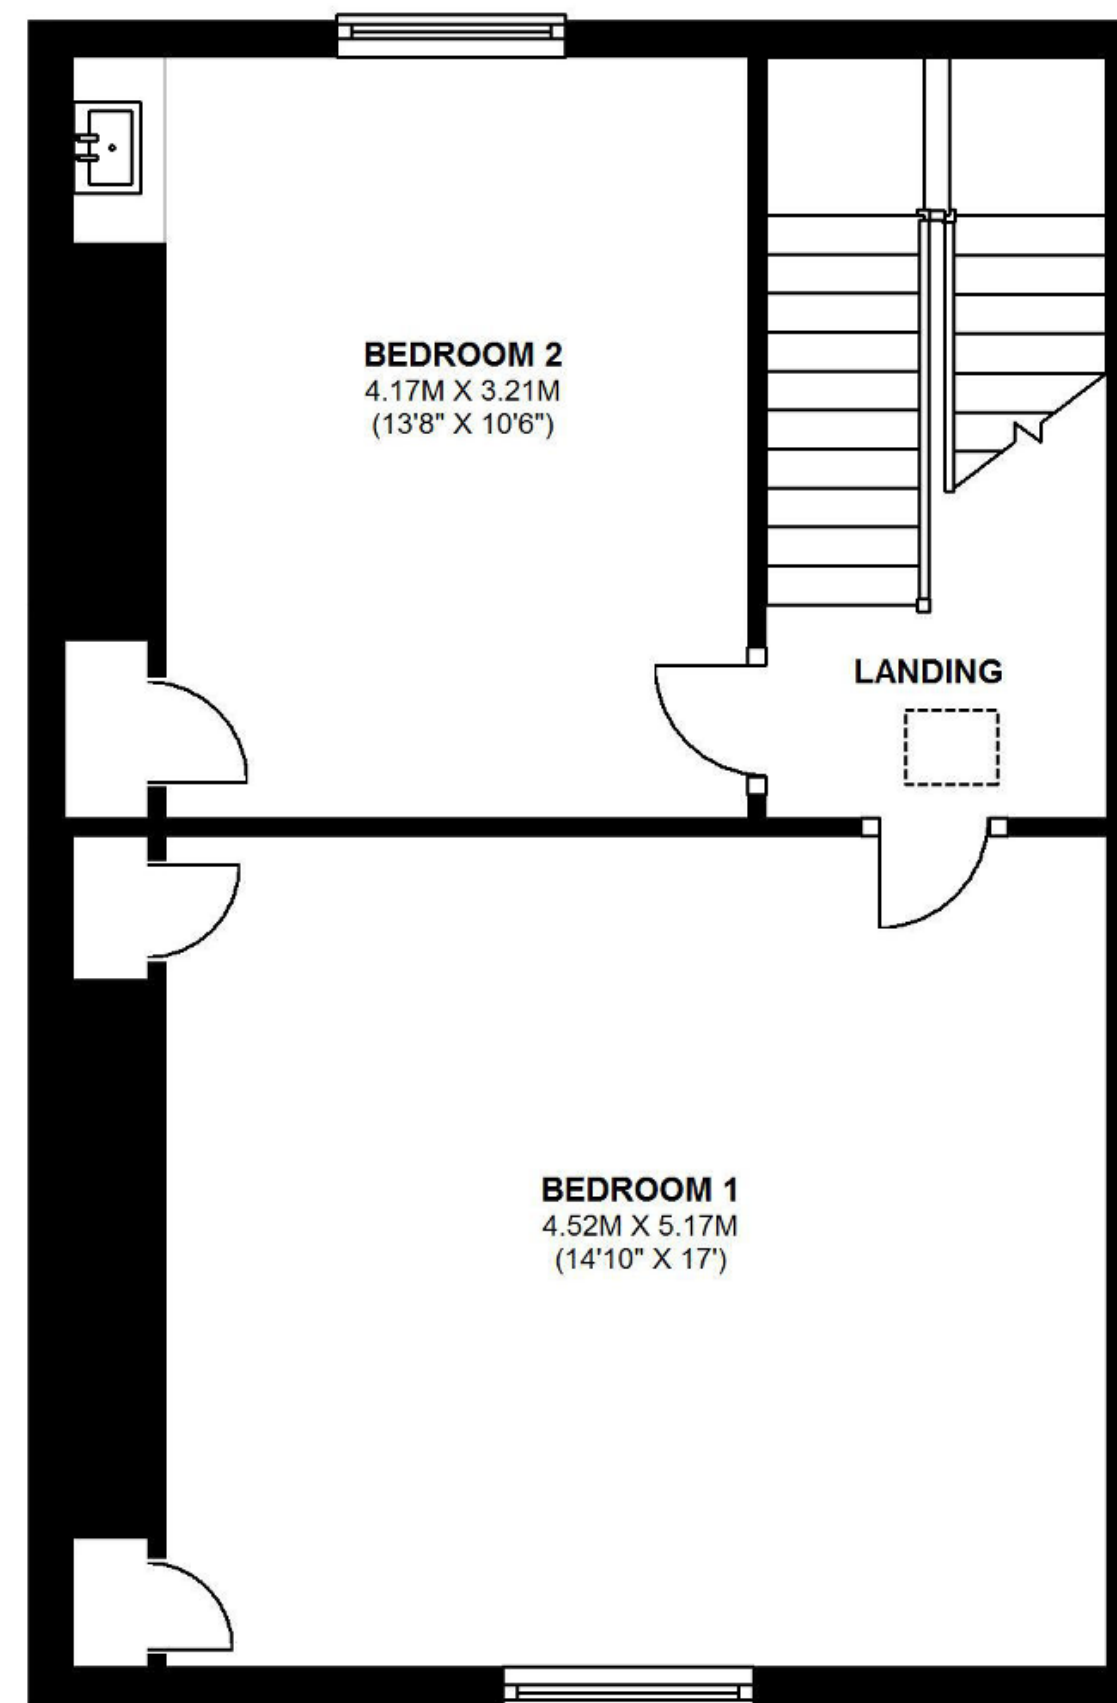 BEDROOM 2
4.17M X 3.21M
(13'8" X 10'6")
LANDING
BEDROOM 1
4.52M X 5.17M
(14'10" X 17')